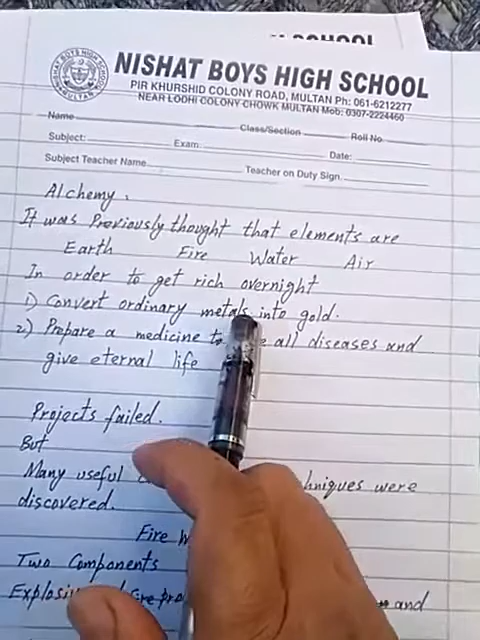 SCHOOL
NISHAT BOYS HIGH SCHOOL
PIR KHURSHID COLONY ROAD, MULTAN Ph: 061-6212277
NEAR LODHI COLONY CHOWK MULTAN Mob: 0307-2224460
Name Class/Section Roll No
Subject: Exam: Date:
Subject Teacher Name Teacher on Duty Sign.
Alchemy.
It was Previously thought that elements are
Earth Fire Water Air
In order to get rich overnight
1) Convert ordinary metals into gold.
2) Prepare a medicine to all diseases and
give eternal life
Projects failed.
But
Many useful were
discovered.
Fire
Two Components
and